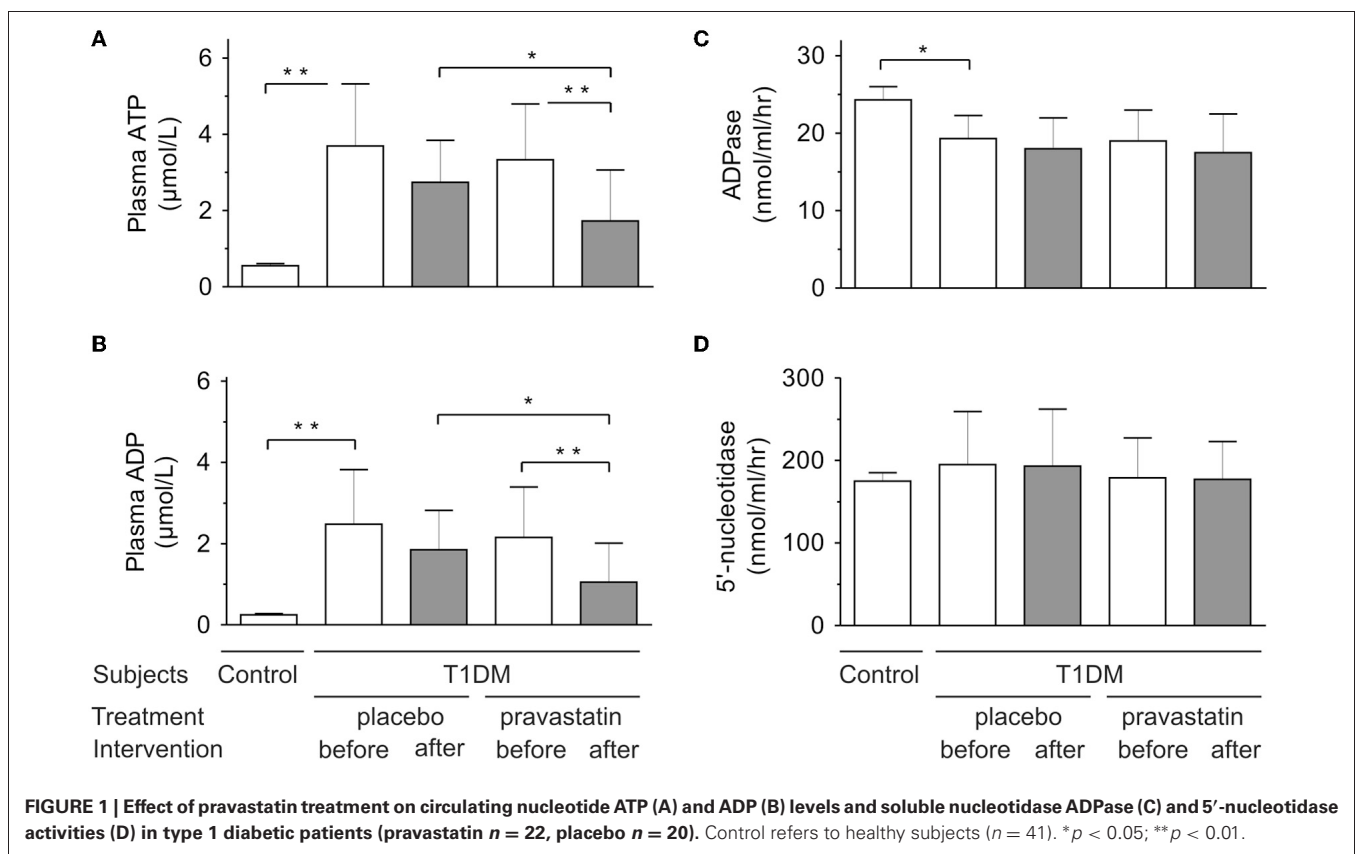 A
Plasma ATP
(µmol/L)
6
4
2
0
* *
*
* *
B
Plasma ADP
(µmol/L)
6
4
2
0
* *
*
* *
Subjects Control T1DM
Treatment placebo pravastatin
Intervention before after before after
C
ADPase
(nmol/ml/hr)
30
20
10
0
*
D
5'-nucleotidase
(nmol/ml/hr)
300
200
100
0
Control T1DM
placebo pravastatin
before after before after
FIGURE 1 | Effect of pravastatin treatment on circulating nucleotide ATP (A) and ADP (B) levels and soluble nucleotidase ADPase (C) and 5′-nucleotidase
activities (D) in type 1 diabetic patients (pravastatin n = 22, placebo n = 20). Control refers to healthy subjects (n = 41). *p < 0.05; **p < 0.01.